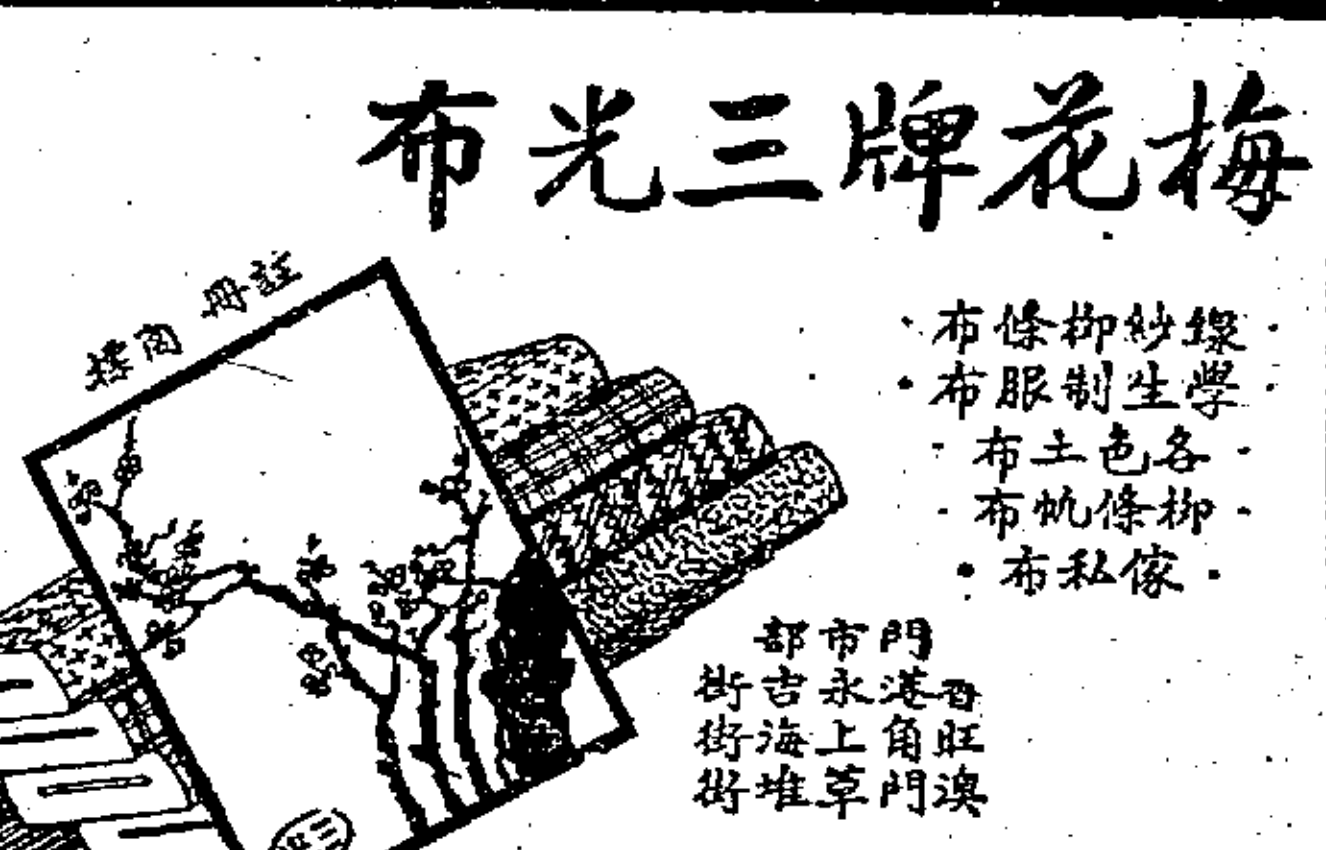 梅花牌三光布
註冊商標
線紗柳條布
學生制服布
各色土布
柳條帆布
傢私布
門市部
香港永吉街
旺角上海街
澳門草堆街